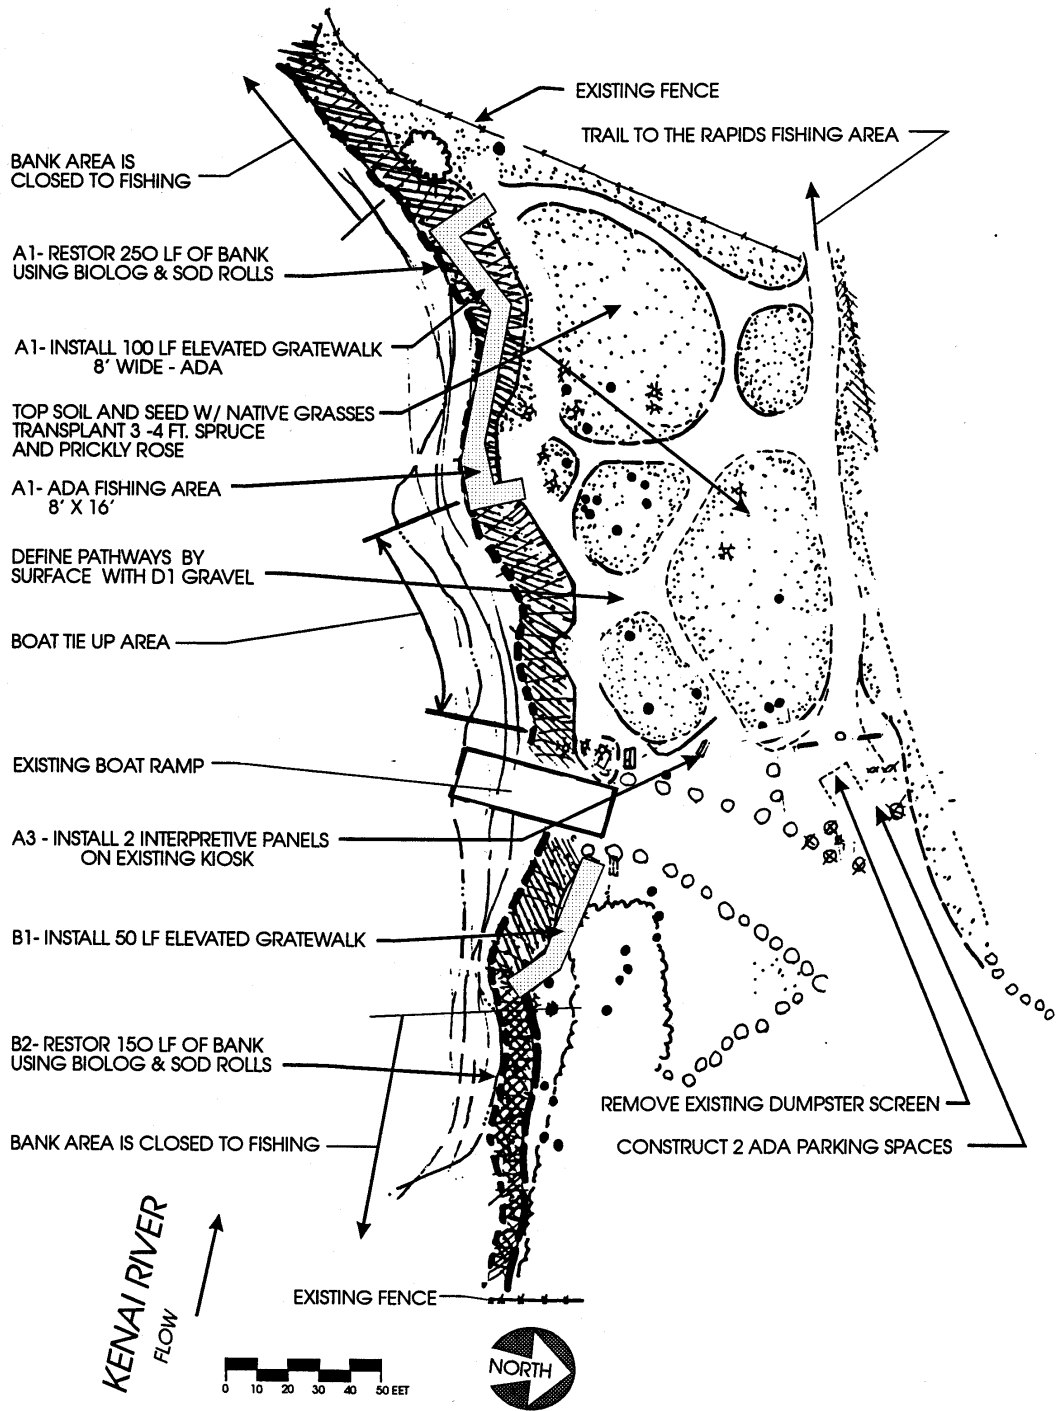 EXISTING FENCE
TRAIL TO THE RAPIDS FISHING AREA
BANK AREA IS
CLOSED TO FISHING
A1- RESTOR 250 LF OF BANK
USING BIOLOG & SOD ROLLS
A1- INSTALL 100 LF ELEVATED GRATEWALK
8' WIDE - ADA
TOP SOIL AND SEED W/ NATIVE GRASSES
TRANSPLANT 3 -4 FT. SPRUCE
AND PRICKLY ROSE
A1- ADA FISHING AREA
8' X 16'
DEFINE PATHWAYS BY
SURFACE WITH D1 GRAVEL
BOAT TIE UP AREA
EXISTING BOAT RAMP
A3 - INSTALL 2 INTERPRETIVE PANELS
ON EXISTING KIOSK
B1- INSTALL 50 LF ELEVATED GRATEWALK
B2- RESTOR 150 LF OF BANK
USING BIOLOG & SOD ROLLS
REMOVE EXISTING DUMPSTER SCREEN
BANK AREA IS CLOSED TO FISHING
CONSTRUCT 2 ADA PARKING SPACES
KENAI RIVER
FLOW
EXISTING FENCE
NORTH
0 10 20 30 40 50 EET